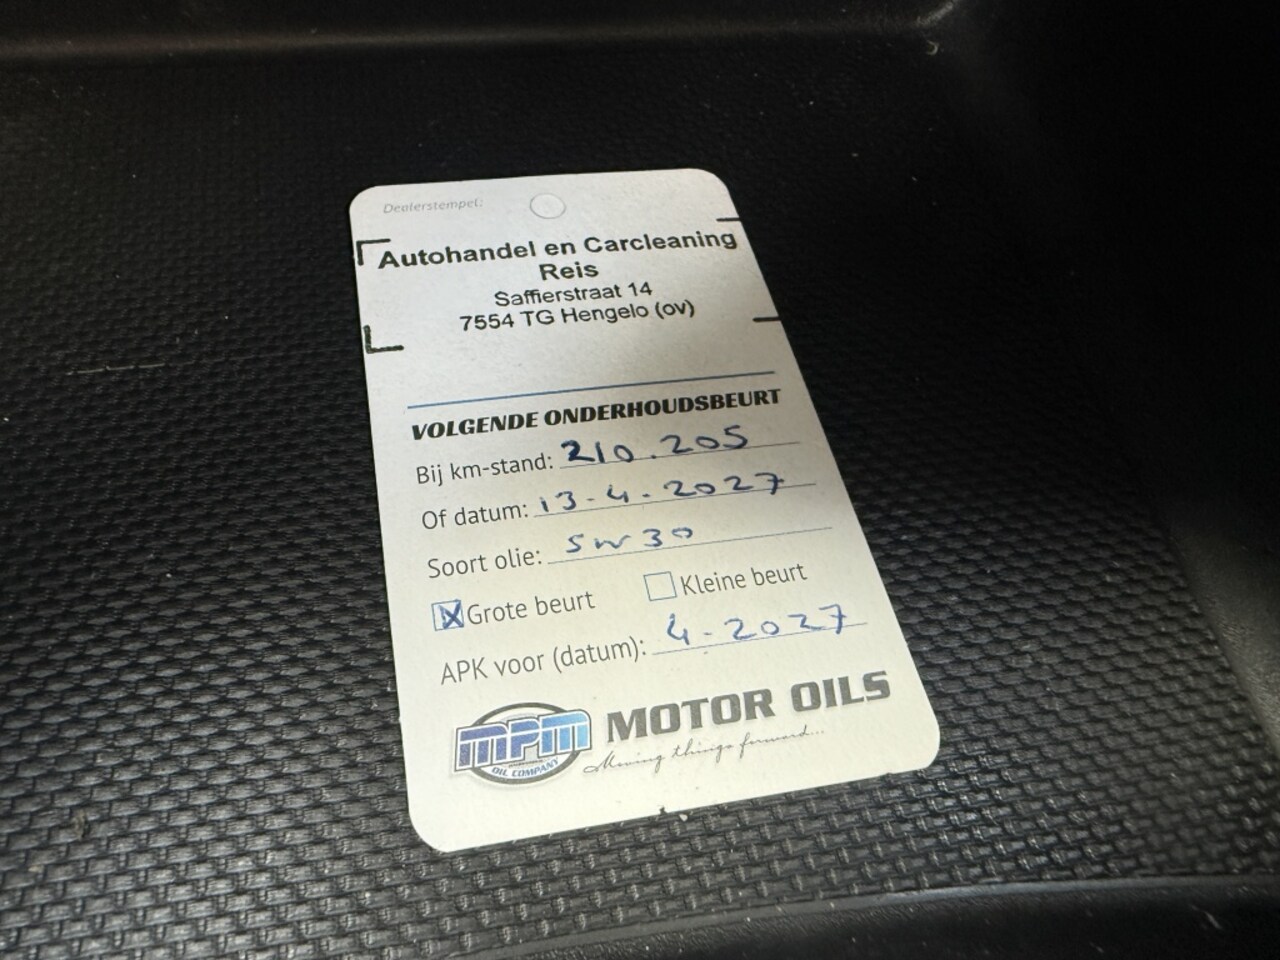 Dealerstempel:
Autohandel en Carcleaning
Reis
Saffierstraat 14
7554 TG Hengelo (ov)
VOLGENDE ONDERHOUDSBEURT
Bij km-stand: 210.205
Of datum: 13-4-2027
Soort olie: 5w30
☒ Grote beurt ☐ Kleine beurt
APK voor (datum): 4-2027
MPM MOTOR OILS
OIL COMPANY Moving things forward...